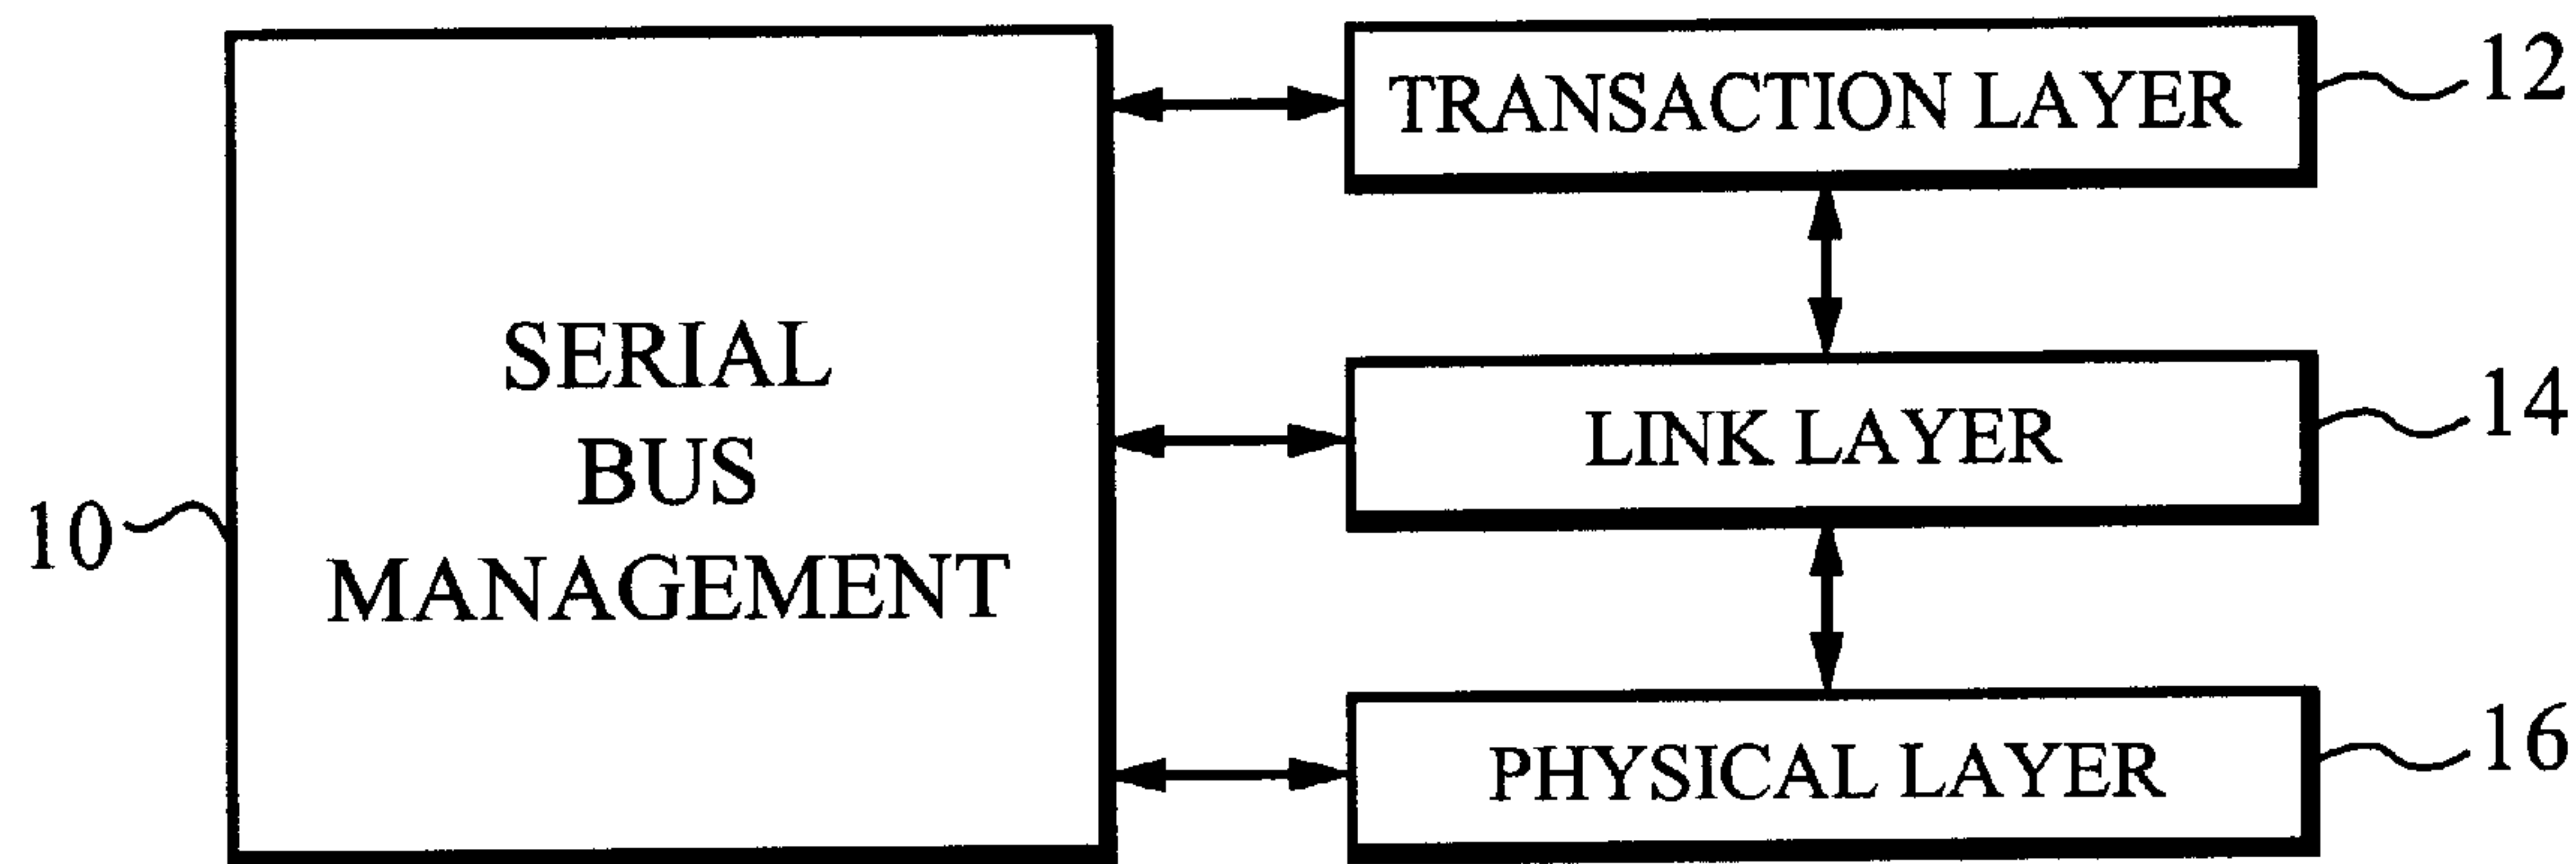 SERIAL
BUS
MANAGEMENT
10
TRANSACTION LAYER
12
LINK LAYER
14
PHYSICAL LAYER
16